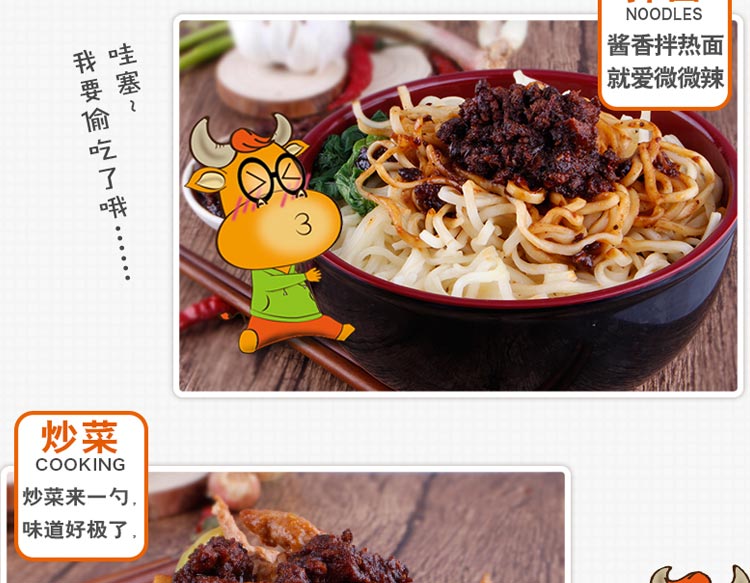 NOODLES
酱香拌热面
就爱微微辣
哇塞~
我要偷吃了哦······
炒菜
COOKING
炒菜来一勺,
味道好极了,